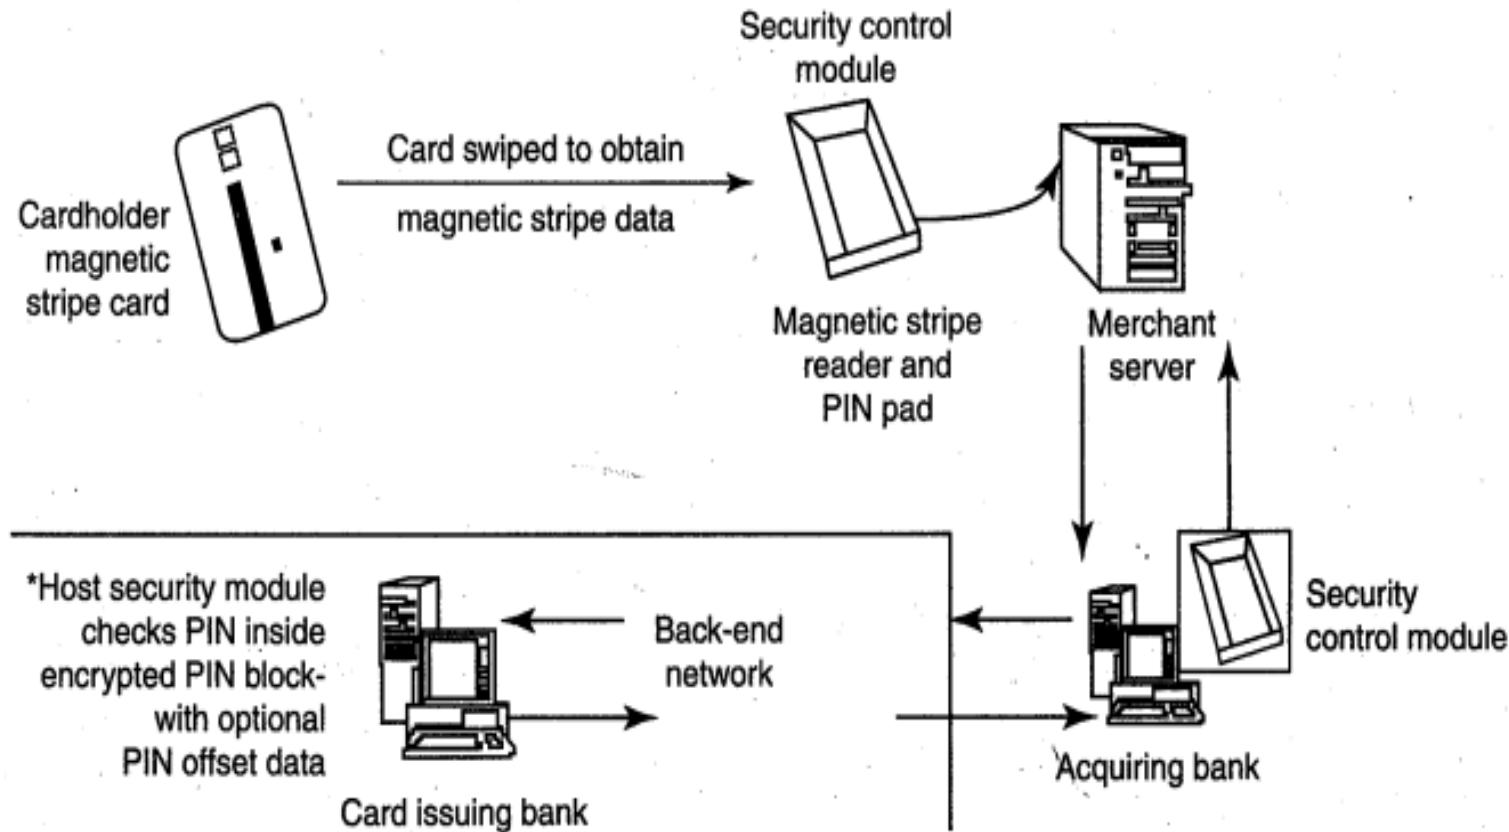 Security control
module
Card swiped to obtain
magnetic stripe data
Cardholder
magnetic
stripe card
Magnetic stripe
reader and
PIN pad
Merchant
server
*Host security module
checks PIN inside
encrypted PIN block-
with optional
PIN offset data
Back-end
network
Security
control module
Acquiring bank
Card issuing bank